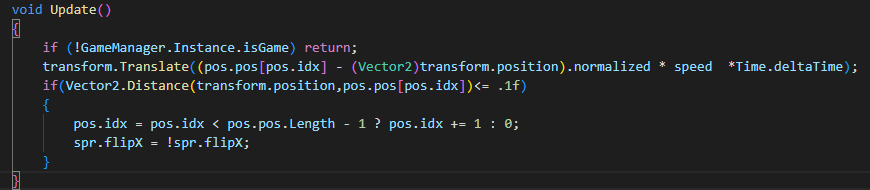 void Update()
{
if (!GameManager.Instance.isGame) return;
transform.Translate((pos.pos[pos.idx] - (Vector2)transform.position).normalized * speed  *Time.deltaTime);
if(Vector2.Distance(transform.position,pos.pos[pos.idx])<= .1f)
{
pos.idx = pos.idx < pos.pos.Length - 1 ? pos.idx += 1 : 0;
spr.flipX = !spr.flipX;
}
}